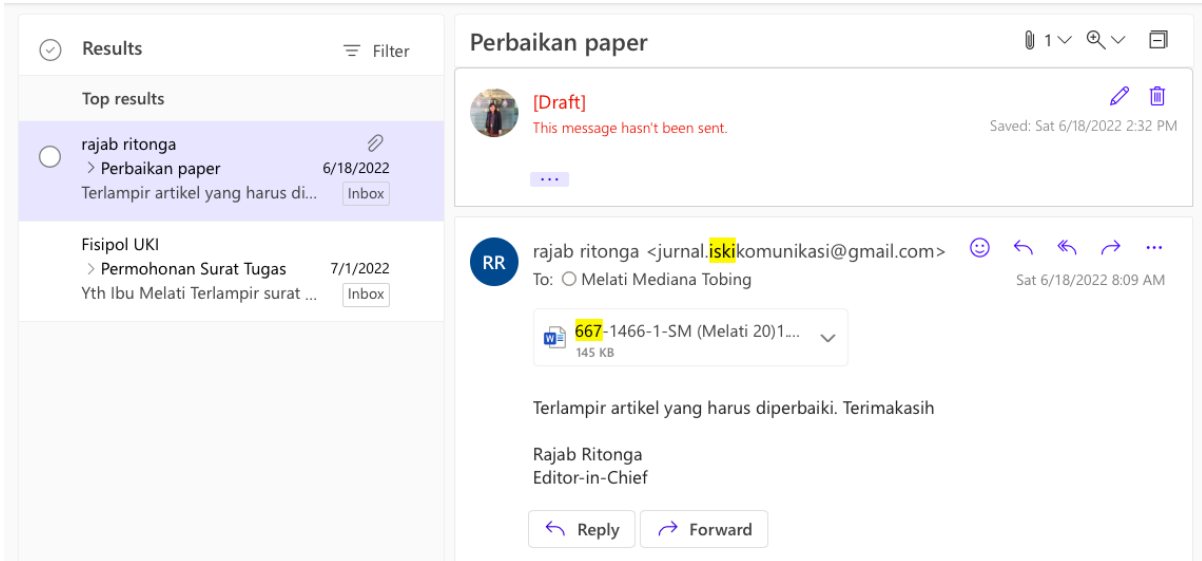 Results
Filter
Top results
rajab ritonga
> Perbaikan paper 6/18/2022
Terlampir artikel yang harus di... Inbox
Fisipol UKI
> Permohonan Surat Tugas 7/1/2022
Yth Ibu Melati Terlampir surat ... Inbox
Perbaikan paper
1
[Draft]
This message hasn't been sent.
Saved: Sat 6/18/2022 2:32 PM
...
RR
rajab ritonga <jurnal.iskikomunikasi@gmail.com>
To: Melati Mediana Tobing
Sat 6/18/2022 8:09 AM
667-1466-1-SM (Melati 20)1....
145 KB
Terlampir artikel yang harus diperbaiki. Terimakasih
Rajab Ritonga
Editor-in-Chief
Reply
Forward